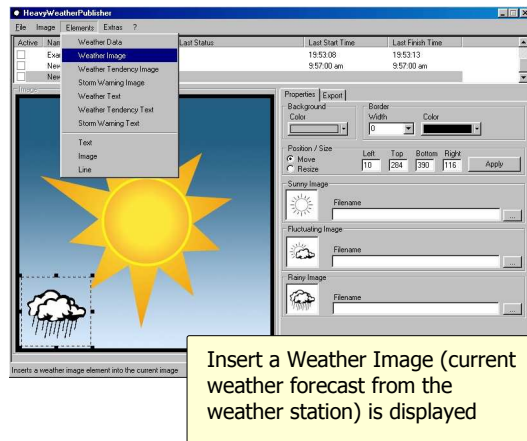 HeavyWeatherPublisher
File Image Elements Extras ?
Active Nam Last Status Last Start Time Last Finish Time
Exa 19:53:08 19:53:13
New 9:57:00 am 9:57:00 am
New
Weather Data
Weather Image
Weather Tendency Image
Storm Warning Image
Weather Text
Weather Tendency Text
Storm Warning Text
Text
Image
Line
Image
Properties Export
Background Border
Color Width Color
0
Position / Size
Move Left Top Bottom Right
Resize 10 284 390 116 Apply
Sunny Image
Filename
...
Fluctuating Image
Filename
...
Rainy Image
Filename
...
Inserts a weather image element into the current image
Insert a Weather Image (current
weather forecast from the
weather station) is displayed